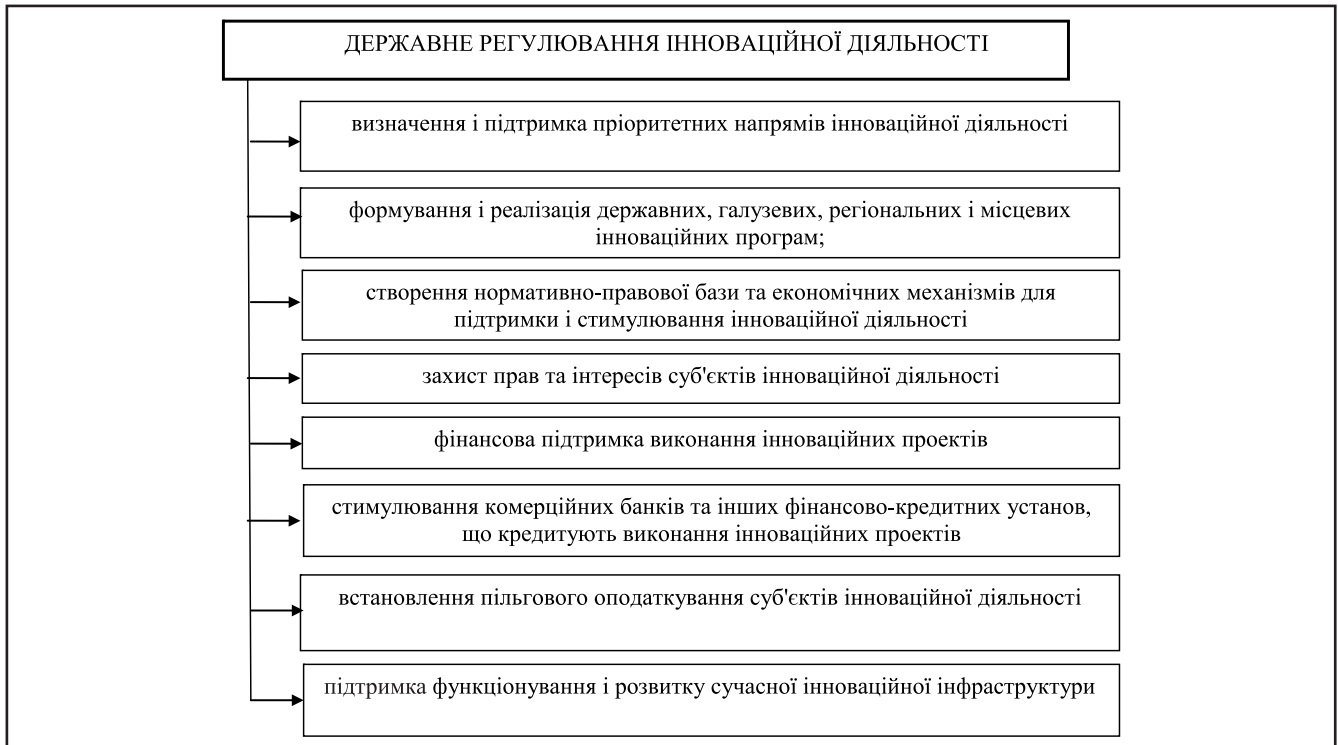 ДЕРЖАВНЕ РЕГУЛЮВАННЯ ІННОВАЦІЙНОЇ ДІЯЛЬНОСТІ
визначення і підтримка пріоритетних напрямів інноваційної діяльності
формування і реалізація державних, галузевих, регіональних і місцевих
інноваційних програм;
створення нормативно-правової бази та економічних механізмів для
підтримки і стимулювання інноваційної діяльності
захист прав та інтересів суб'єктів інноваційної діяльності
фінансова підтримка виконання інноваційних проектів
стимулювання комерційних банків та інших фінансово-кредитних установ,
що кредитують виконання інноваційних проектів
встановлення пільгового оподаткування суб'єктів інноваційної діяльності
підтримка функціонування і розвитку сучасної інноваційної інфраструктури